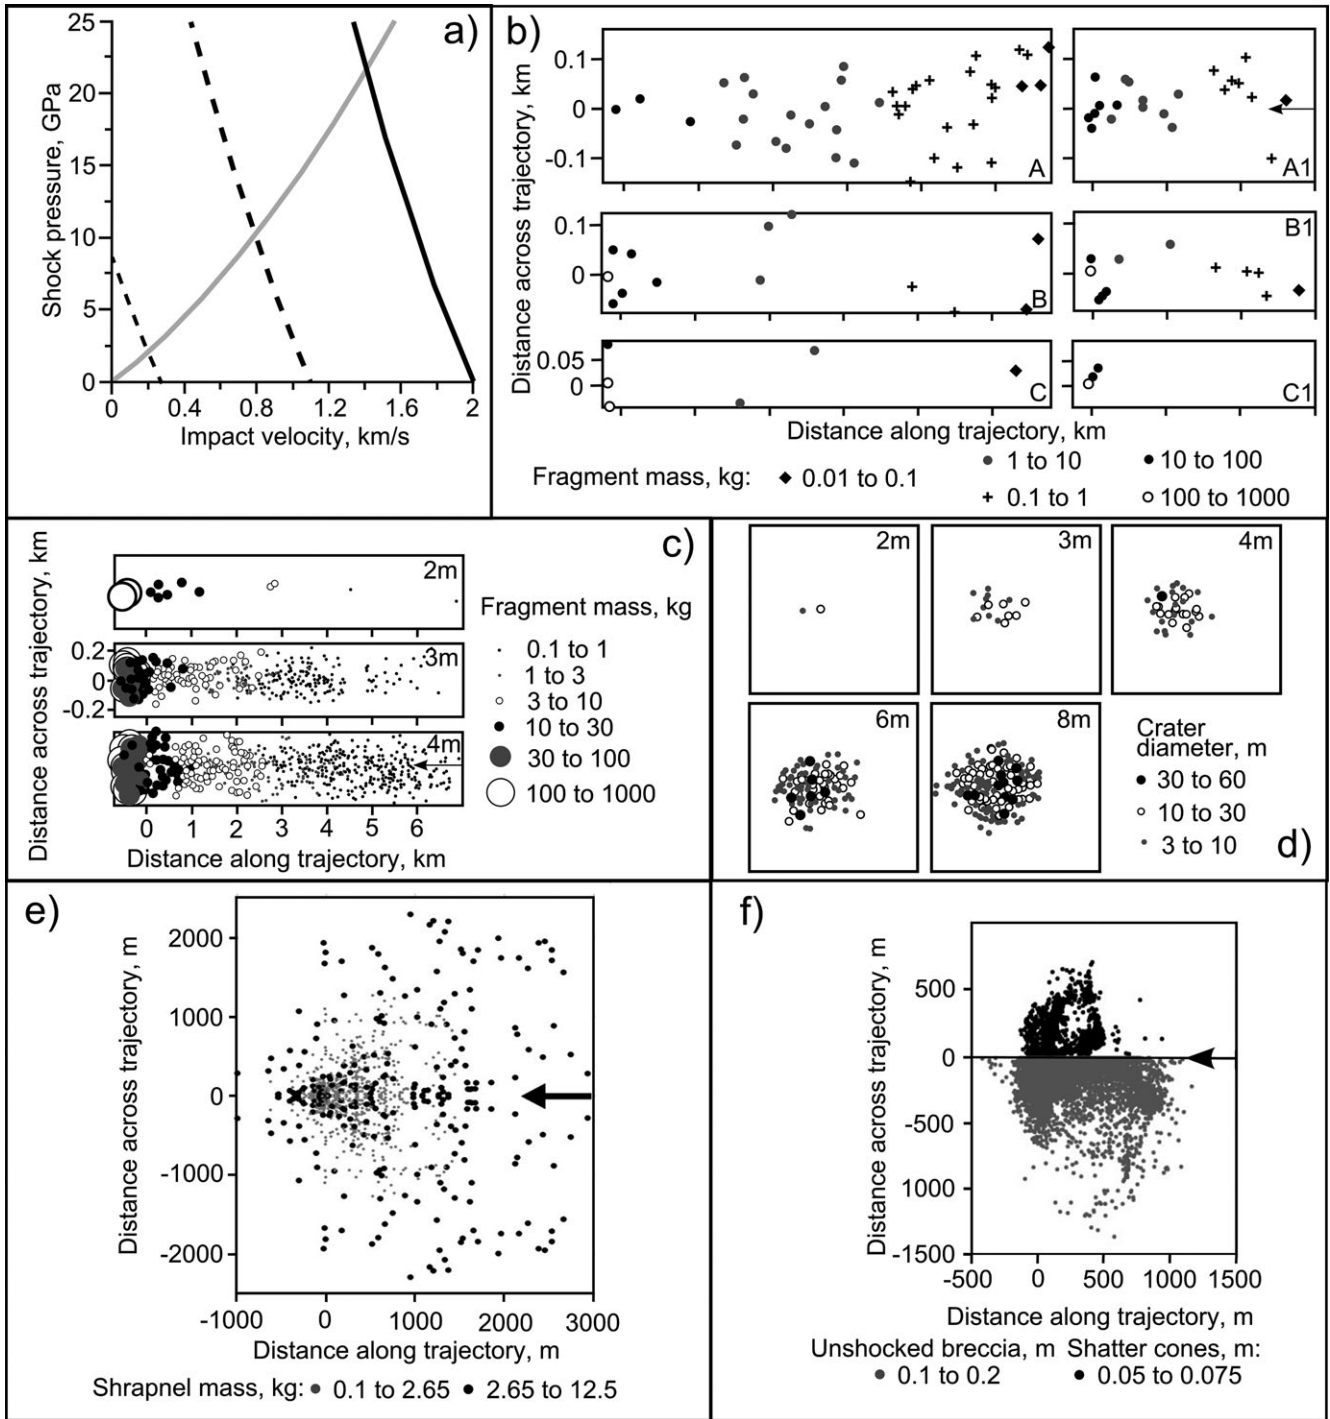 a)
25
20
15
10
5
0
Shock pressure, GPa
0 0.4 0.8 1.2 1.6 2
Impact velocity, km/s
b)
Distance across trajectory, km
0.1
0
-0.1
A
A1
0.1
0
B
B1
0.05
0
C
C1
Distance along trajectory, km
Fragment mass, kg:
0.01 to 0.1
1 to 10
0.1 to 1
10 to 100
100 to 1000
c)
Distance across trajectory, km
2m
0.2
0
-0.2
3m
4m
0 1 2 3 4 5 6
Distance along trajectory, km
Fragment mass, kg
0.1 to 1
1 to 3
3 to 10
10 to 30
30 to 100
100 to 1000
2m
3m
4m
6m
8m
Crater
diameter, m
30 to 60
10 to 30
3 to 10
d)
e)
Distance across trajectory, m
2000
1000
0
-1000
-2000
-1000 0 1000 2000 3000
Distance along trajectory, m
Shrapnel mass, kg:
0.1 to 2.65
2.65 to 12.5
f)
Distance across trajectory, m
500
0
-500
1000
-1500
-500 0 500 1000 1500
Distance along trajectory, m
Unshocked breccia, m
Shatter cones, m:
0.1 to 0.2
0.05 to 0.075